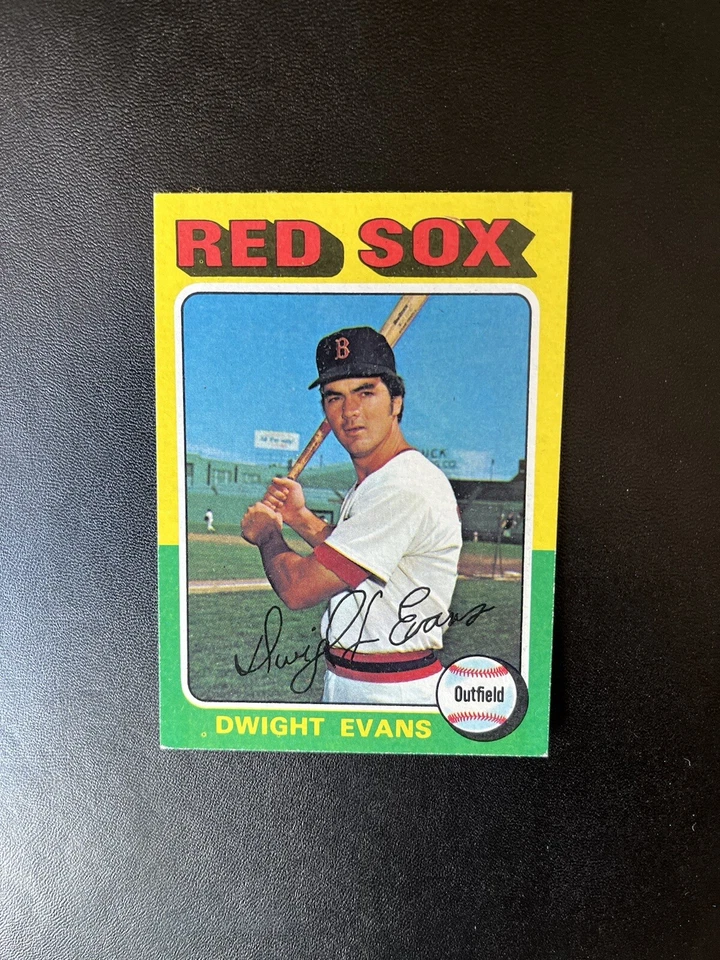 RED SOX
B
Dwight Evans
Outfield
DWIGHT EVANS